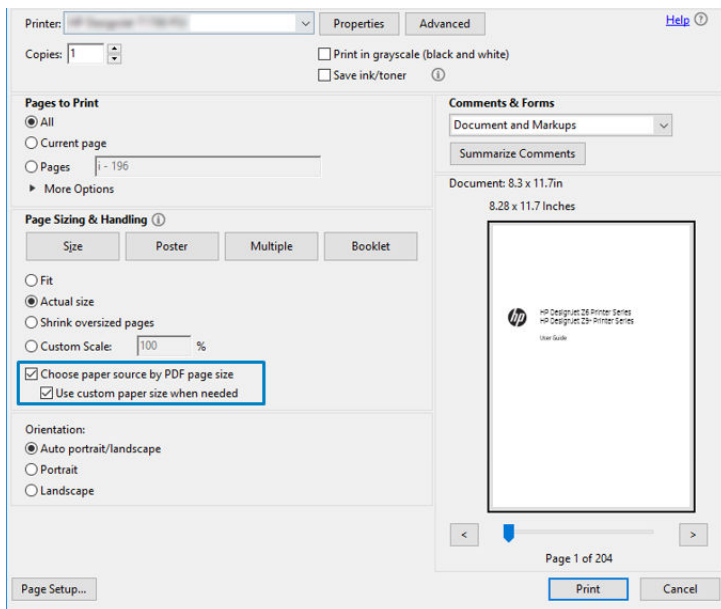 Printer:
Properties
Advanced
Help
Copies: 1
Print in grayscale (black and white)
Save ink/toner
Pages to Print
All
Current page
Pages i - 196
More Options
Page Sizing & Handling
Size Poster Multiple Booklet
Fit
Actual size
Shrink oversized pages
Custom Scale: 100 %
Choose paper source by PDF page size
Use custom paper size when needed
Orientation:
Auto portrait/landscape
Portrait
Landscape
Comments & Forms
Document and Markups
Summarize Comments
Document: 8.3 x 11.7in
8.28 x 11.7 Inches
hp
HP DesignJet Z6 Printer Series
HP DesignJet Z9+ Printer Series
User Guide
< >
Page 1 of 204
Page Setup...
Print
Cancel